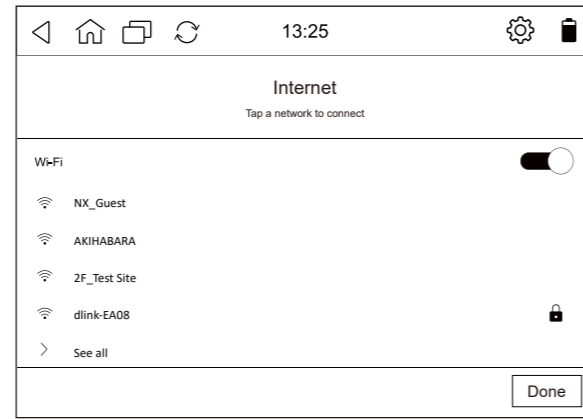 13:25
Internet
Tap a network to connect
Wi-Fi
NX_Guest
AKIHABARA
2F_Test Site
dlink-EA08
See all
Done